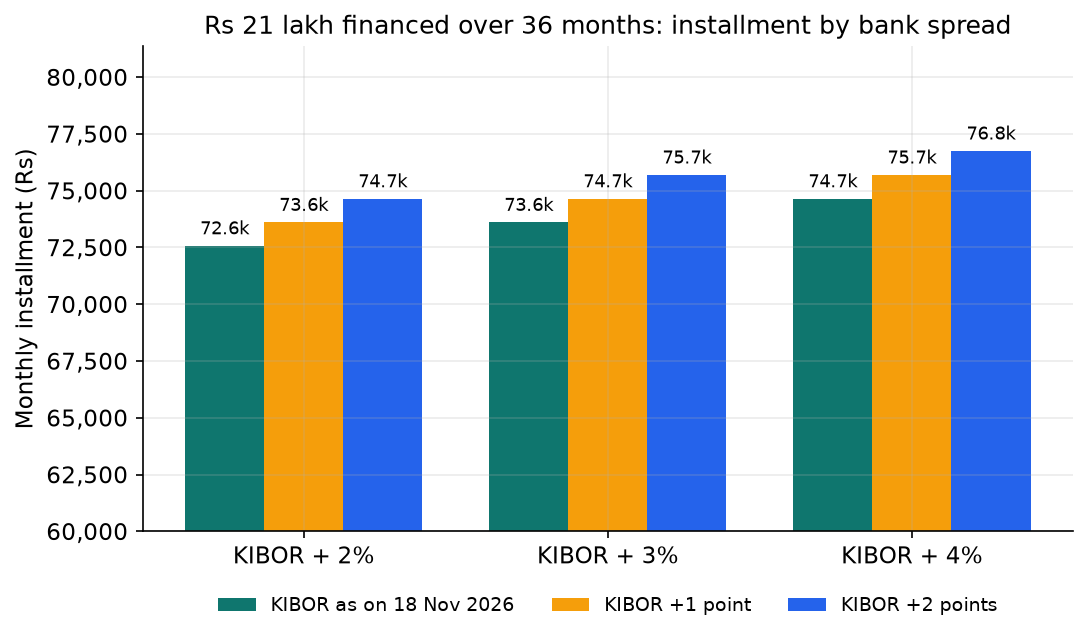 Rs 21 lakh financed over 36 months: installment by bank spread
Monthly installment (Rs)
80,000
77,500
75,000
72,500
70,000
67,500
65,000
62,500
60,000
72.6k
73.6k
74.7k
73.6k
74.7k
75.7k
74.7k
75.7k
76.8k
KIBOR + 2%
KIBOR + 3%
KIBOR + 4%
KIBOR as on 18 Nov 2026
KIBOR +1 point
KIBOR +2 points